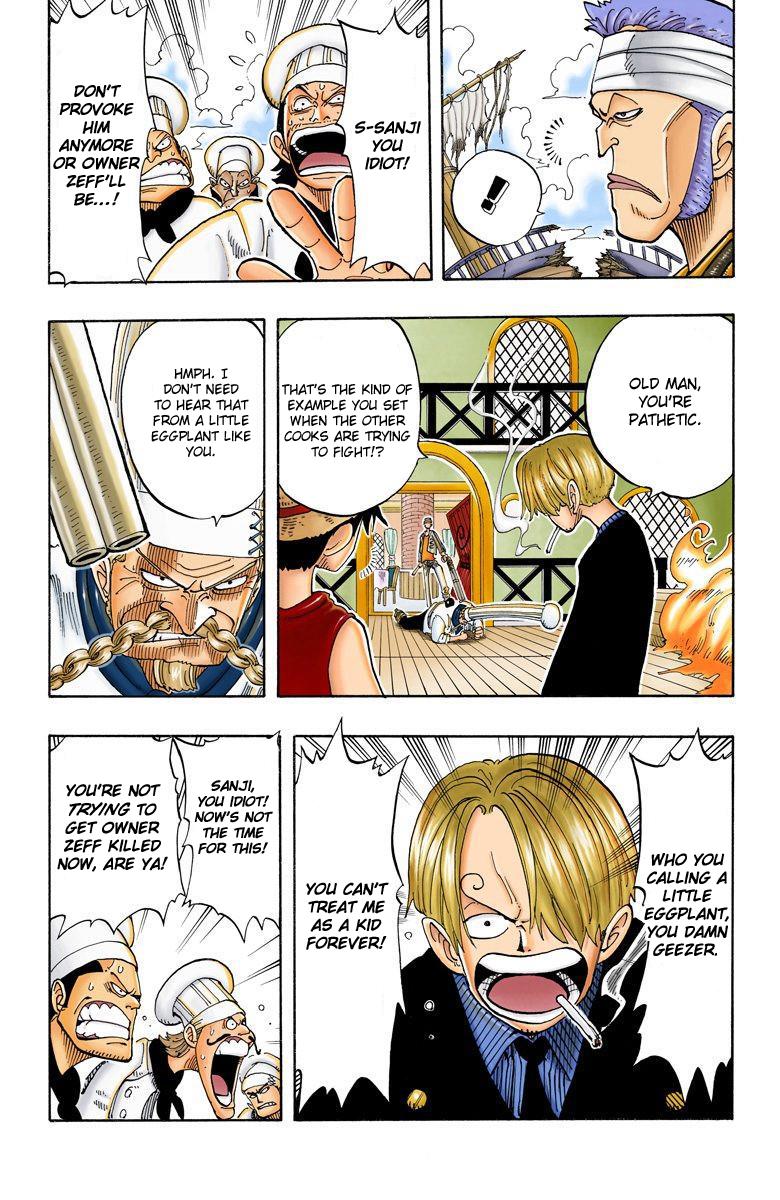 !
S-SANJI
YOU
IDIOT!
DON'T
PROVOKE
HIM
ANYMORE
OR OWNER
ZEFF'LL
BE...!
OLD MAN,
YOU'RE
PATHETIC.
THAT'S THE KIND OF
EXAMPLE YOU SET
WHEN THE OTHER
COOKS ARE TRYING
TO FIGHT!?
HMPH. I
DON'T NEED
TO HEAR THAT
FROM A LITTLE
EGGPLANT LIKE
YOU.
WHO YOU
CALLING A
LITTLE
EGGPLANT,
YOU DAMN
GEEZER.
YOU CAN'T
TREAT ME
AS A KID
FOREVER!
SANJI,
YOU IDIOT!
NOW'S NOT
THE TIME
FOR THIS!
YOU'RE NOT
TRYING TO
GET OWNER
ZEFF KILLED
NOW, ARE YA!